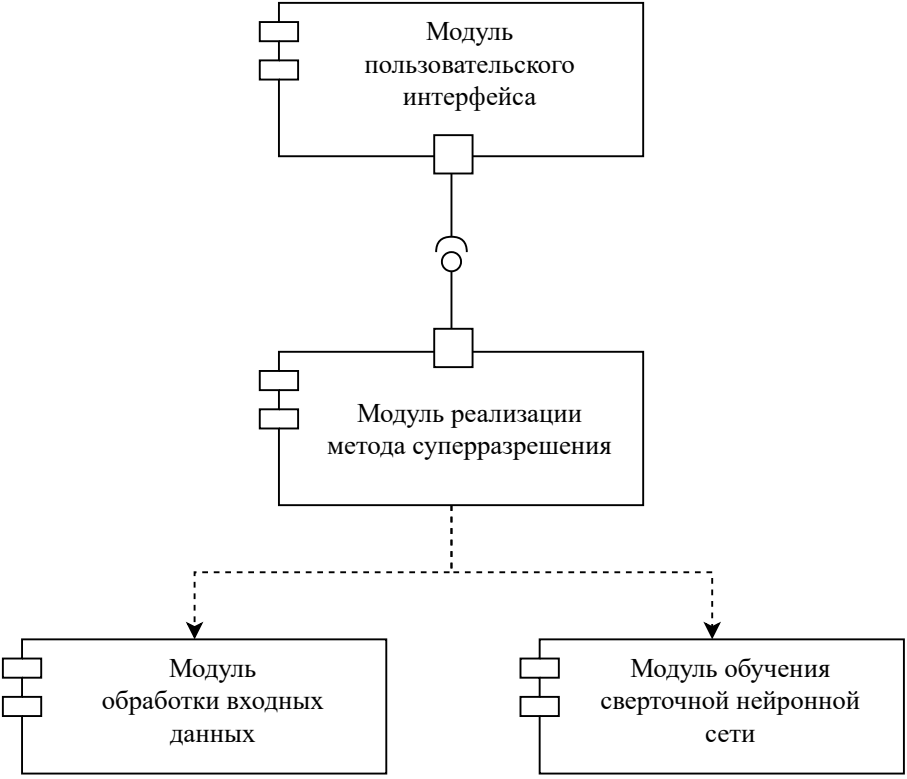 Модуль
пользовательского
интерфейса
Модуль реализации
метода суперразрешения
Модуль
обработки входных
данных
Модуль обучения
сверточной нейронной
сети